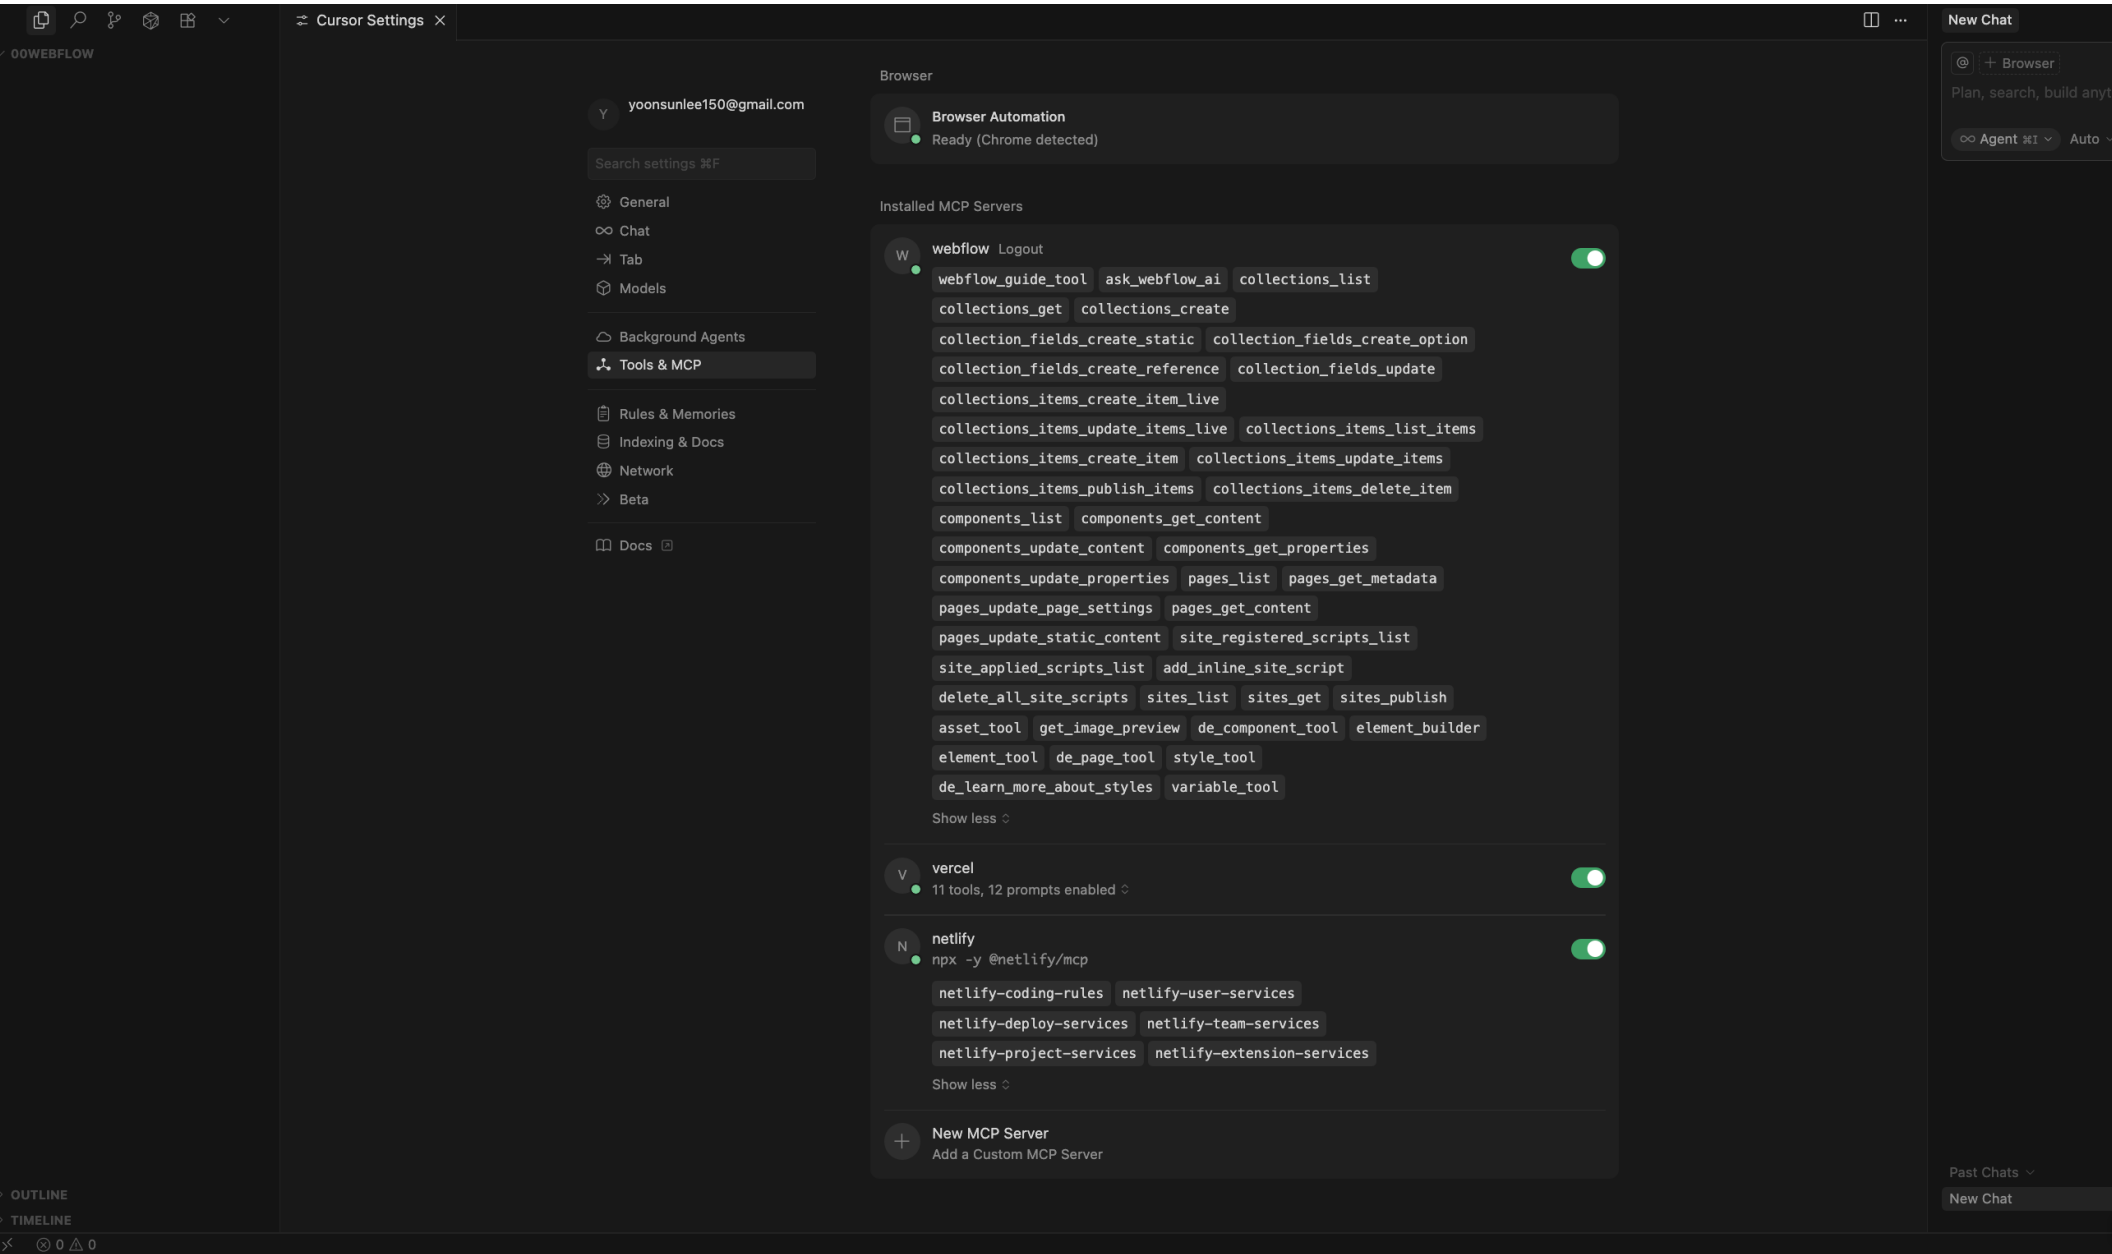 Cursor Settings
New Chat
00WEBFLOW
@ + Browser
Plan, search, build
Agent ⌘I Auto
Browser
Y yoonsunlee150@gmail.com
Browser Automation
Ready (Chrome detected)
Search settings ⌘F
General
Chat
Tab
Models
Background Agents
Tools & MCP
Rules & Memories
Indexing & Docs
Network
Beta
Docs
Installed MCP Servers
W webflow Logout
webflow_guide_tool ask_webflow_ai collections_list
collections_get collections_create
collection_fields_create_static collection_fields_create_option
collection_fields_create_reference collection_fields_update
collections_items_create_item_live
collections_items_update_items_live collections_items_list_items
collections_items_create_item collections_items_update_items
collections_items_publish_items collections_items_delete_item
components_list components_get_content
components_update_content components_get_properties
components_update_properties pages_list pages_get_metadata
pages_update_page_settings pages_get_content
pages_update_static_content site_registered_scripts_list
site_applied_scripts_list add_inline_site_script
delete_all_site_scripts sites_list sites_get sites_publish
asset_tool get_image_preview de_component_tool element_builder
element_tool de_page_tool style_tool
de_learn_more_about_styles variable_tool
Show less
V vercel
11 tools, 12 prompts enabled
N netlify
npx -y @netlify/mcp
netlify-coding-rules netlify-user-services
netlify-deploy-services netlify-team-services
netlify-project-services netlify-extension-services
Show less
New MCP Server
Add a Custom MCP Server
Past Chats
New Chat
OUTLINE
TIMELINE
0 0